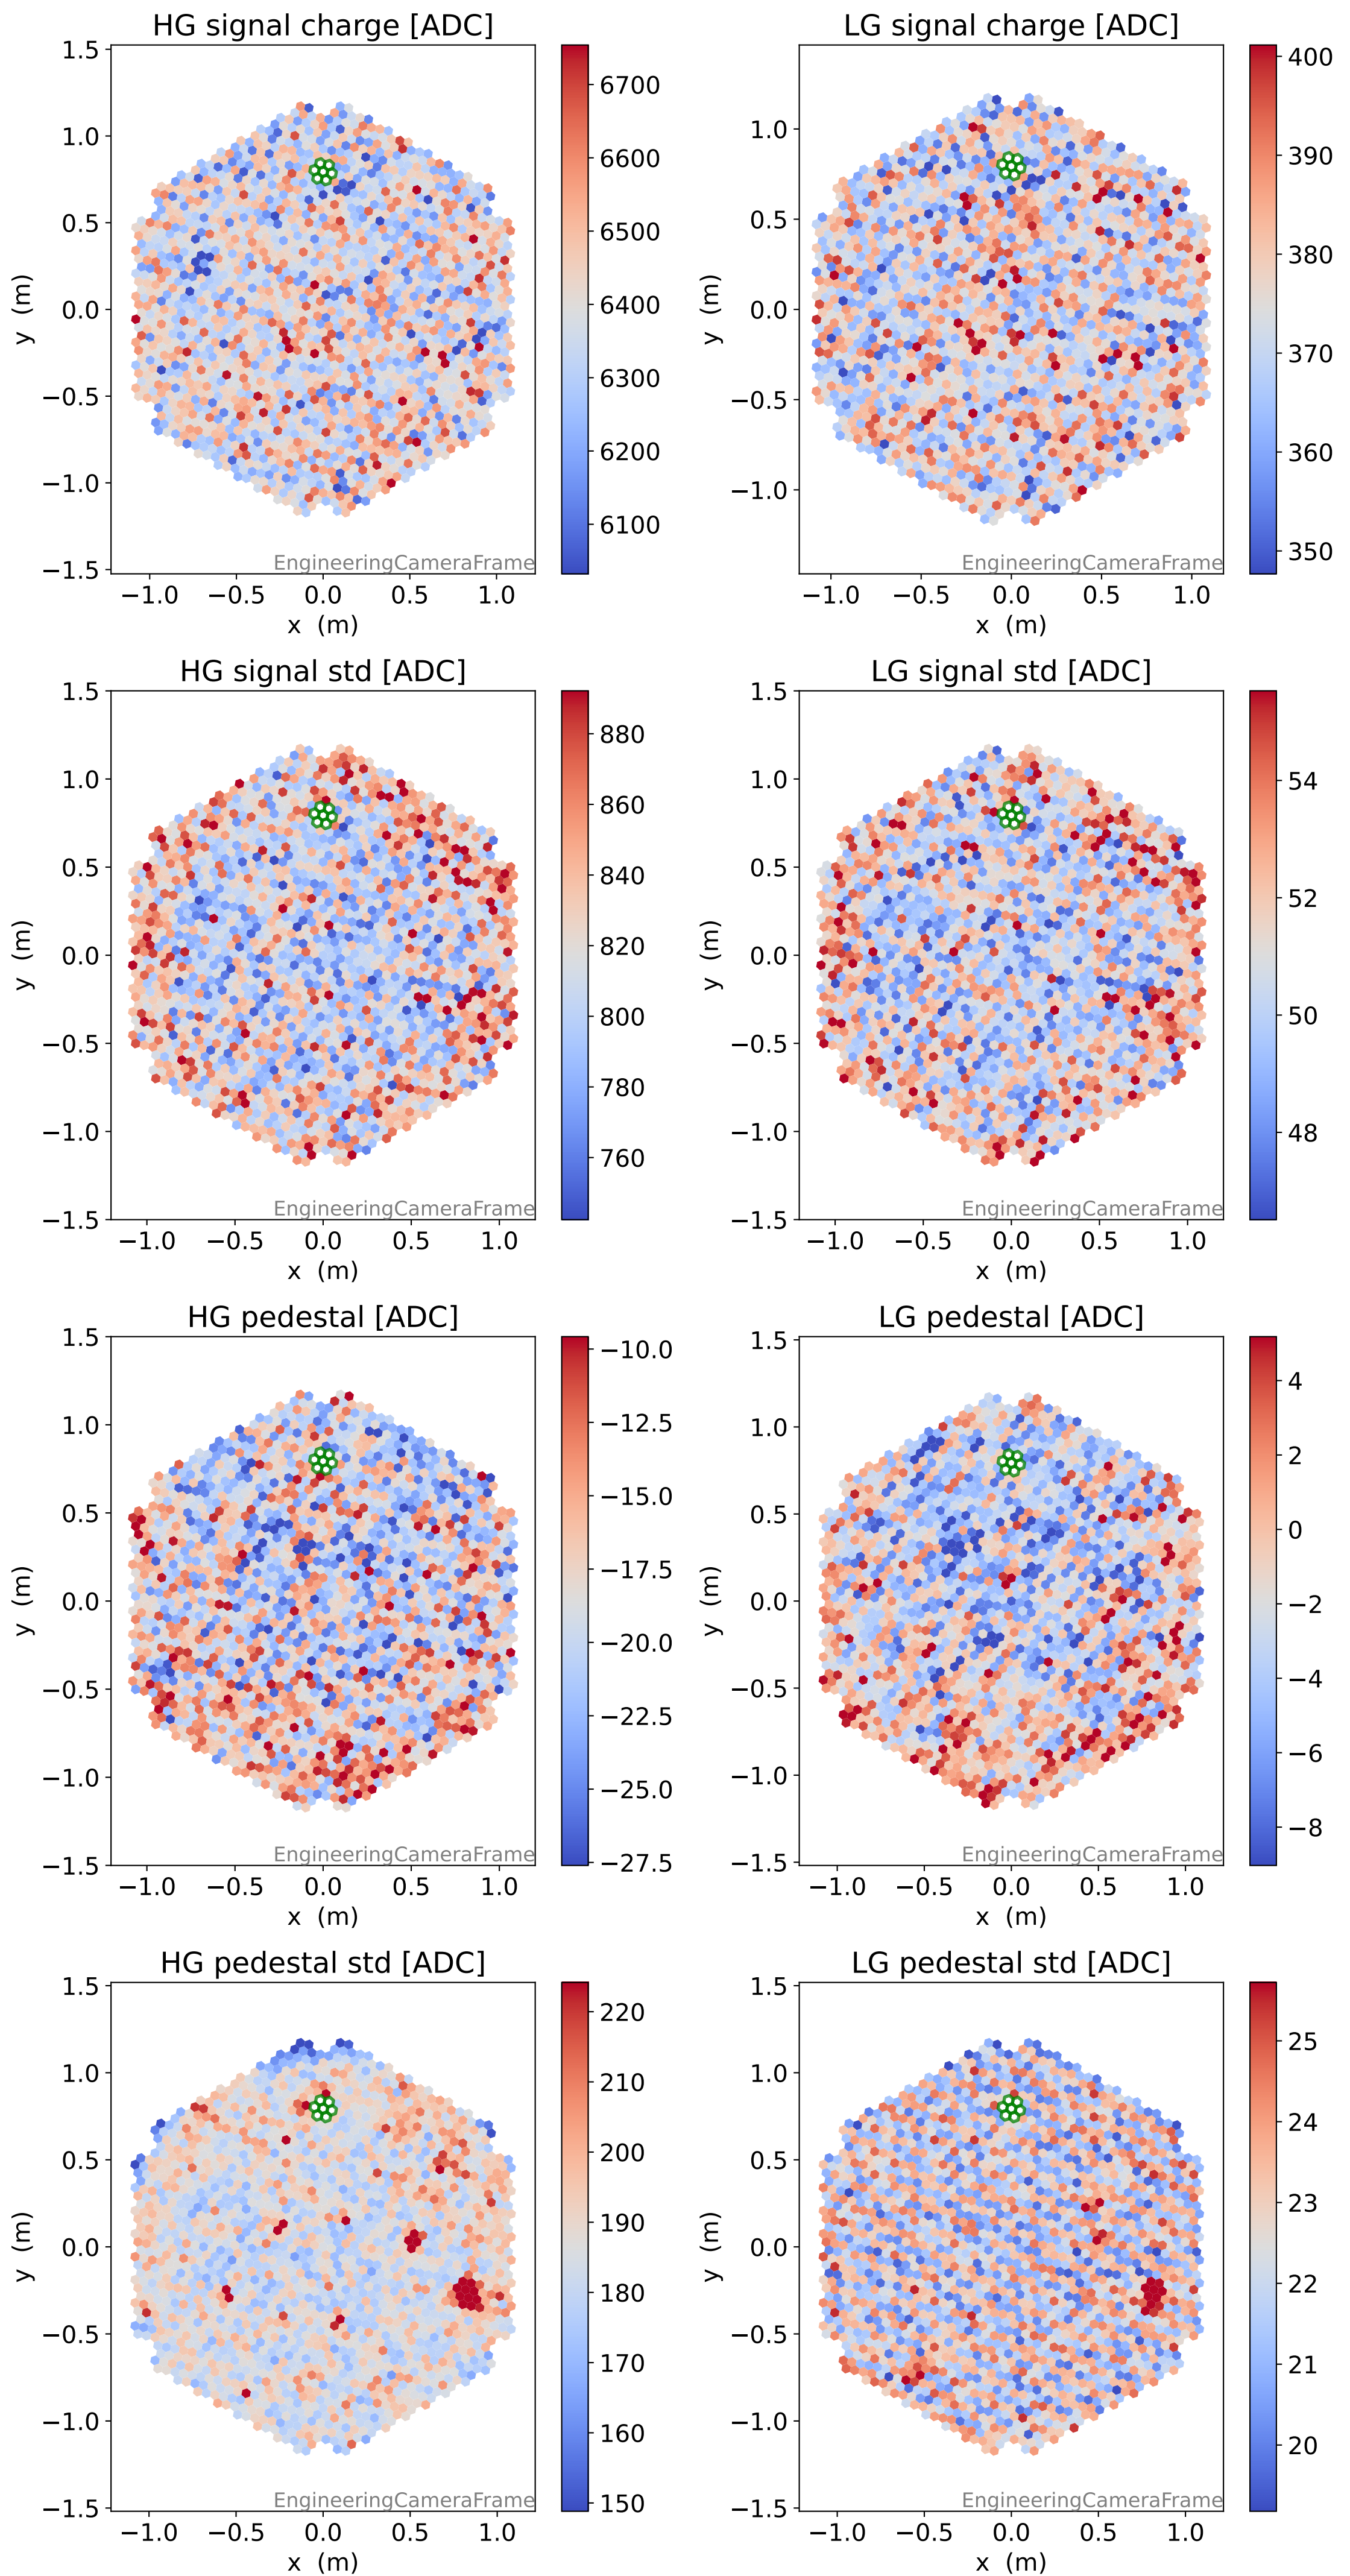 HG signal charge [ADC]
1.5
1.0
0.5
0.0
−0.5
−1.0
−1.5
y (m)
−1.0 −0.5 0.0 0.5 1.0
x (m)
EngineeringCameraFrame
6700
6600
6500
6400
6300
6200
6100
LG signal charge [ADC]
1.0
0.5
0.0
−0.5
−1.0
y (m)
−1.0 −0.5 0.0 0.5 1.0
x (m)
EngineeringCameraFrame
400
390
380
370
360
350
HG signal std [ADC]
1.5
1.0
0.5
0.0
−0.5
−1.0
−1.5
y (m)
−1.0 −0.5 0.0 0.5 1.0
x (m)
EngineeringCameraFrame
880
860
840
820
800
780
760
LG signal std [ADC]
1.5
1.0
0.5
0.0
−0.5
−1.0
−1.5
y (m)
−1.0 −0.5 0.0 0.5 1.0
x (m)
EngineeringCameraFrame
54
52
50
48
HG pedestal [ADC]
1.5
1.0
0.5
0.0
−0.5
−1.0
−1.5
y (m)
−1.0 −0.5 0.0 0.5 1.0
x (m)
EngineeringCameraFrame
−10.0
−12.5
−15.0
−17.5
−20.0
−22.5
−25.0
−27.5
LG pedestal [ADC]
1.5
1.0
0.5
0.0
−0.5
−1.0
−1.5
y (m)
−1.0 −0.5 0.0 0.5 1.0
x (m)
EngineeringCameraFrame
4
2
0
−2
−4
−6
−8
HG pedestal std [ADC]
1.5
1.0
0.5
0.0
−0.5
−1.0
−1.5
y (m)
−1.0 −0.5 0.0 0.5 1.0
x (m)
EngineeringCameraFrame
220
210
200
190
180
170
160
150
LG pedestal std [ADC]
1.5
1.0
0.5
0.0
−0.5
−1.0
−1.5
y (m)
−1.0 −0.5 0.0 0.5 1.0
x (m)
EngineeringCameraFrame
25
24
23
22
21
20